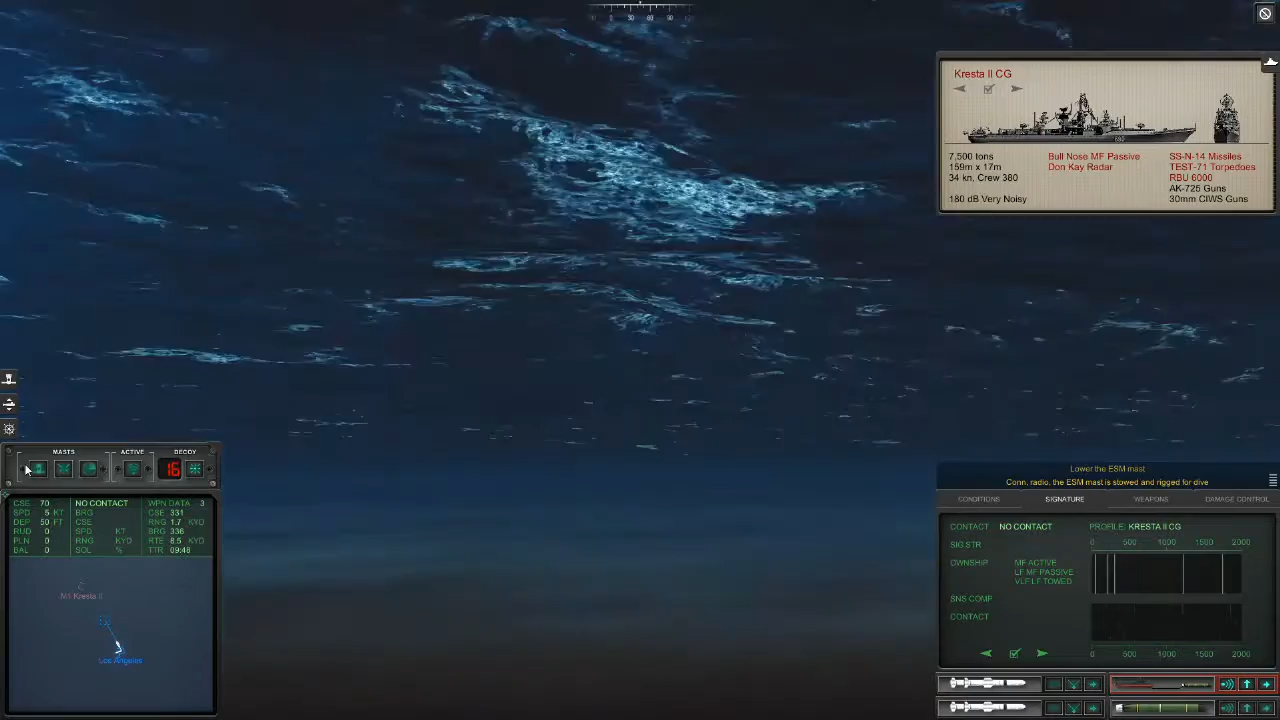 0 30 60 90
Kresta II CG
7,500 tons
159m x 17m
34 kn, Crew 380
180 dB Very Noisy
Bull Nose MF Passive
Don Kay Radar
SS-N-14 Missiles
TEST-71 Torpedoes
RBU 6000
AK-725 Guns
30mm CIWS Guns
MASTS ACTIVE DECOY
16
CSE 70 NO CONTACT WPN DATA 3
SPD 5 KT BRG CSE 331
DEP 50 FT CSE RNG 1.7 KYD
RUD 0 SPD KT BRG 336
PLN 0 RNG KYD RTE 6.5 KYD
BAL 0 SOL % TTR 09:48
M1 Kresta II
Los Angeles
Lower the ESM mast
Conn, radio, the ESM mast is stowed and rigged for dive
CONDITIONS SIGNATURE WEAPONS DAMAGE CONTROL
CONTACT NO CONTACT PROFILE: KRESTA II CG
SIG STR 0 500 1000 1500 2000
OWNSHIP MF ACTIVE
LF MF PASSIVE
VLF LF TOWED
SNS COMP
CONTACT
0 500 1000 1500 2000